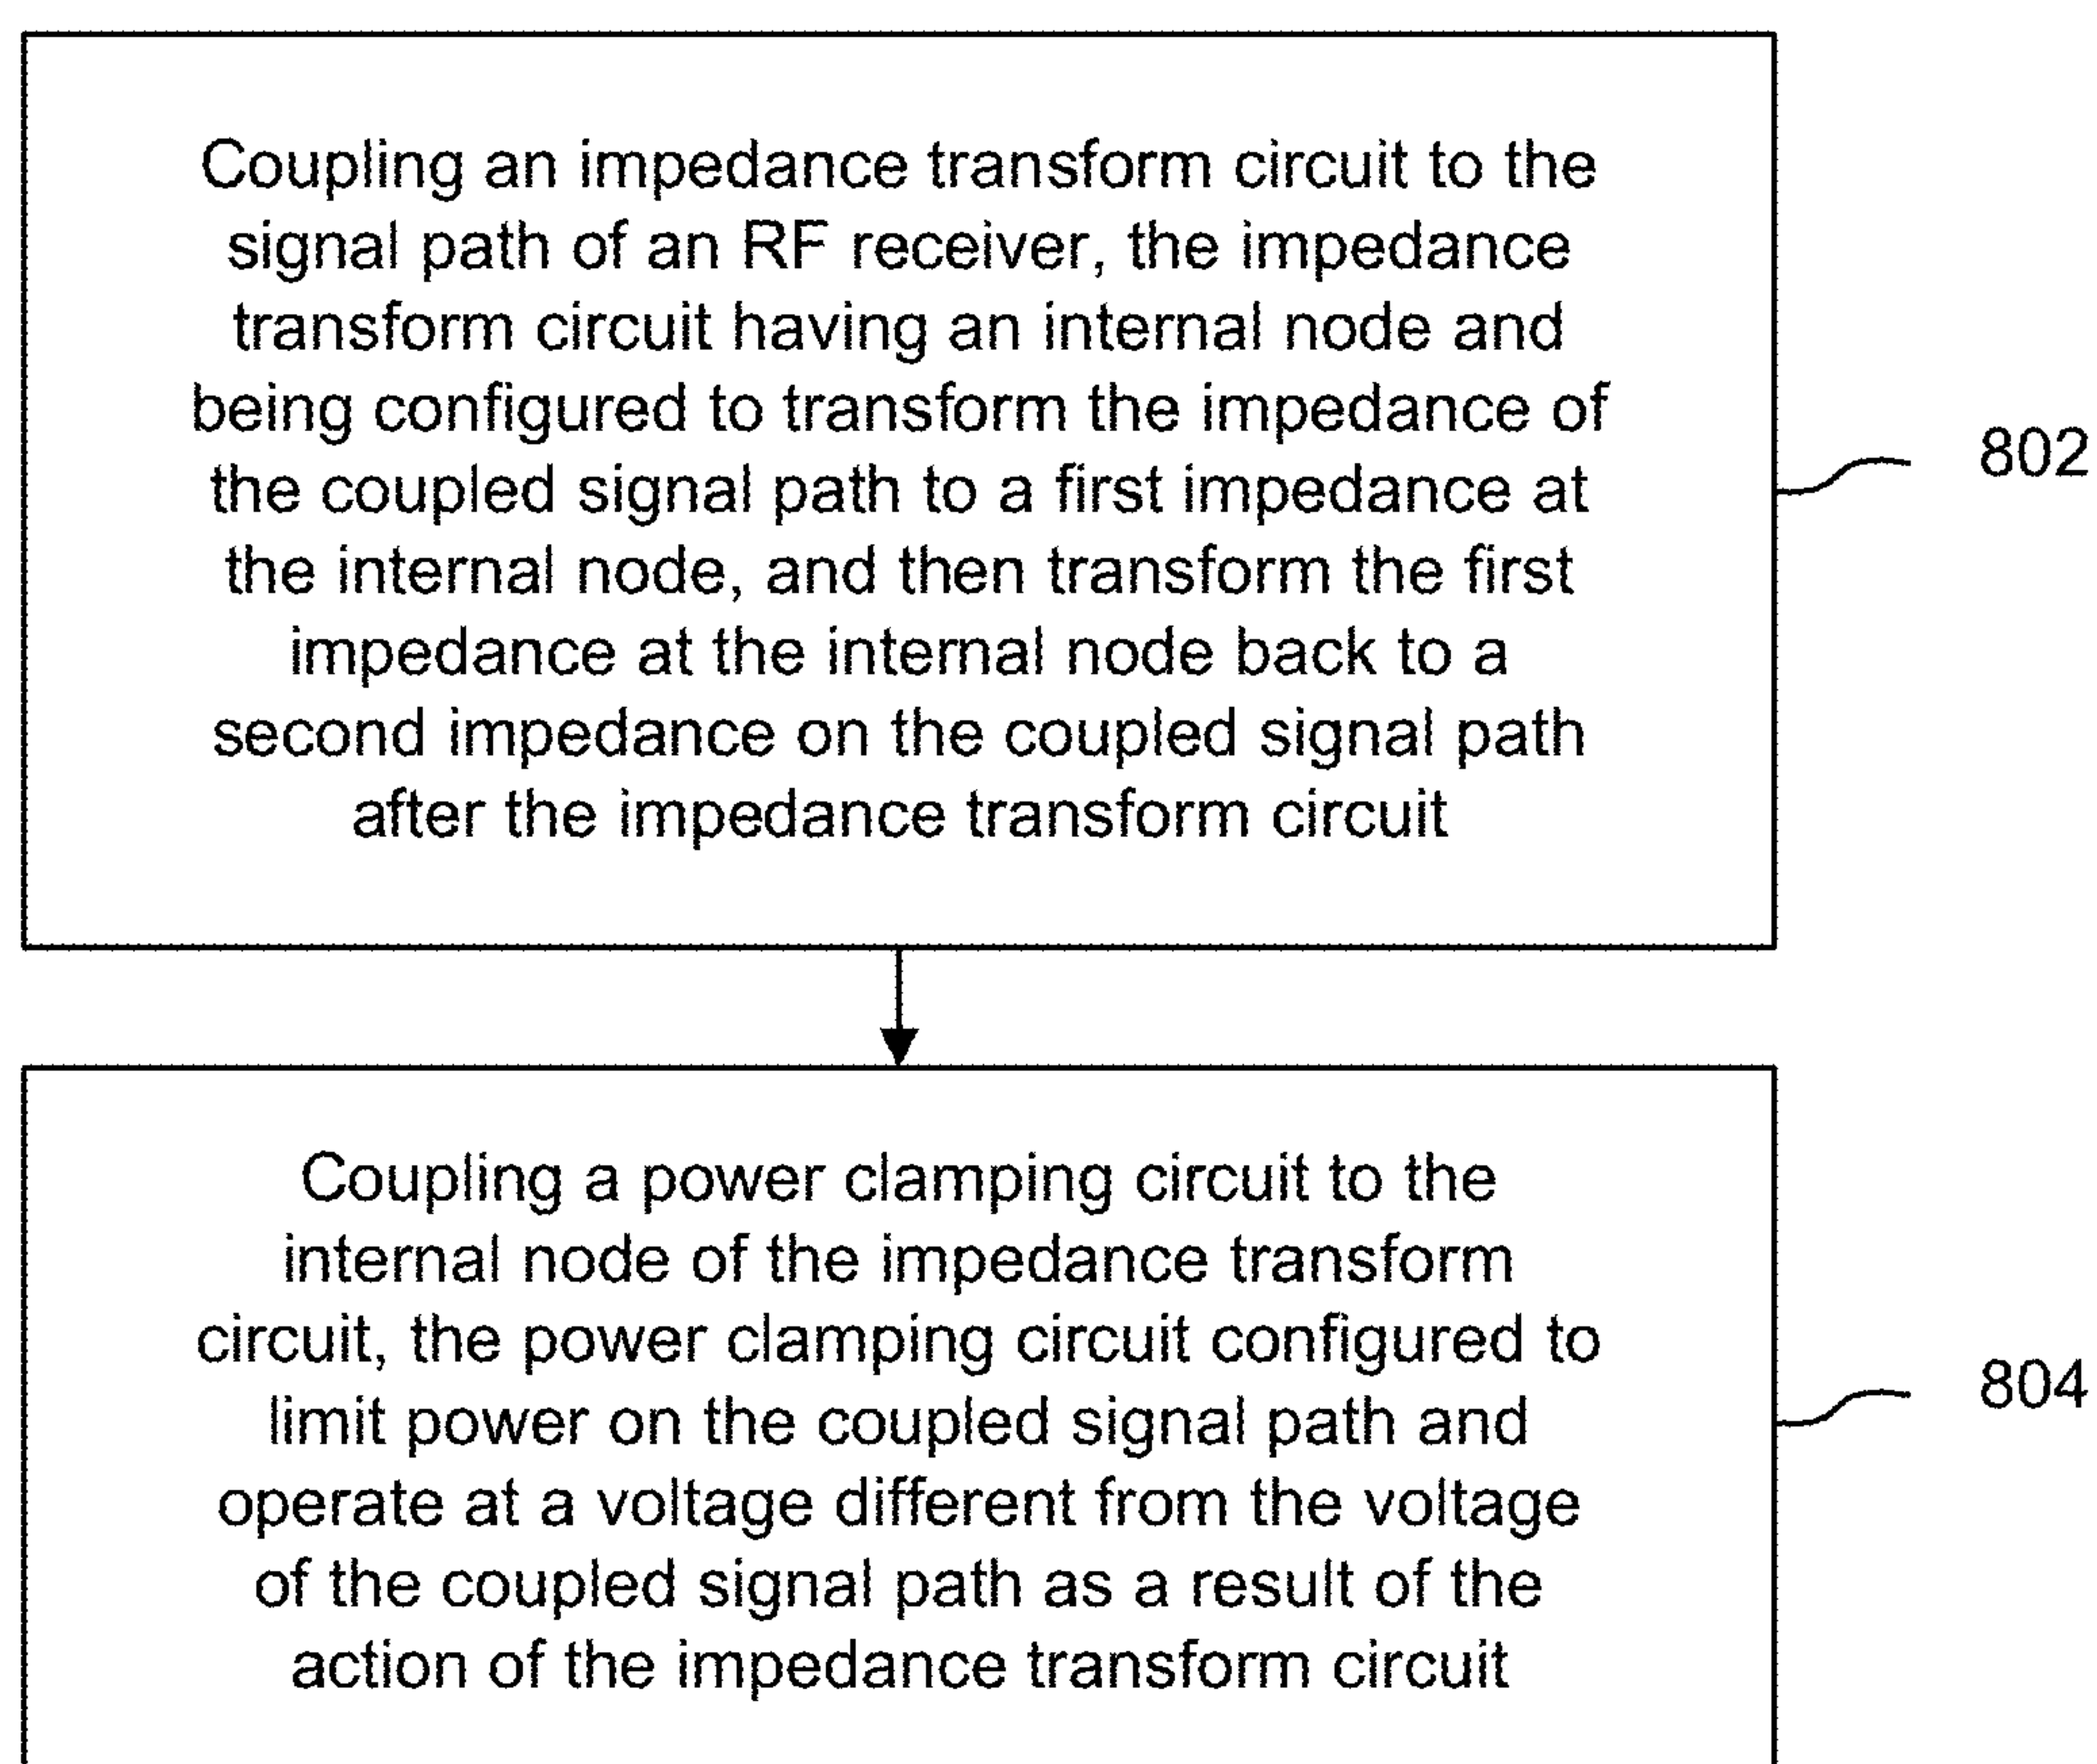 Coupling an impedance transform circuit to the
signal path of an RF receiver, the impedance
transform circuit having an internal node and
being configured to transform the impedance of
the coupled signal path to a first impedance at
the internal node, and then transform the first
impedance at the internal node back to a
second impedance on the coupled signal path
after the impedance transform circuit
802
Coupling a power clamping circuit to the
internal node of the impedance transform
circuit, the power clamping circuit configured to
limit power on the coupled signal path and
operate at a voltage different from the voltage
of the coupled signal path as a result of the
action of the impedance transform circuit
804